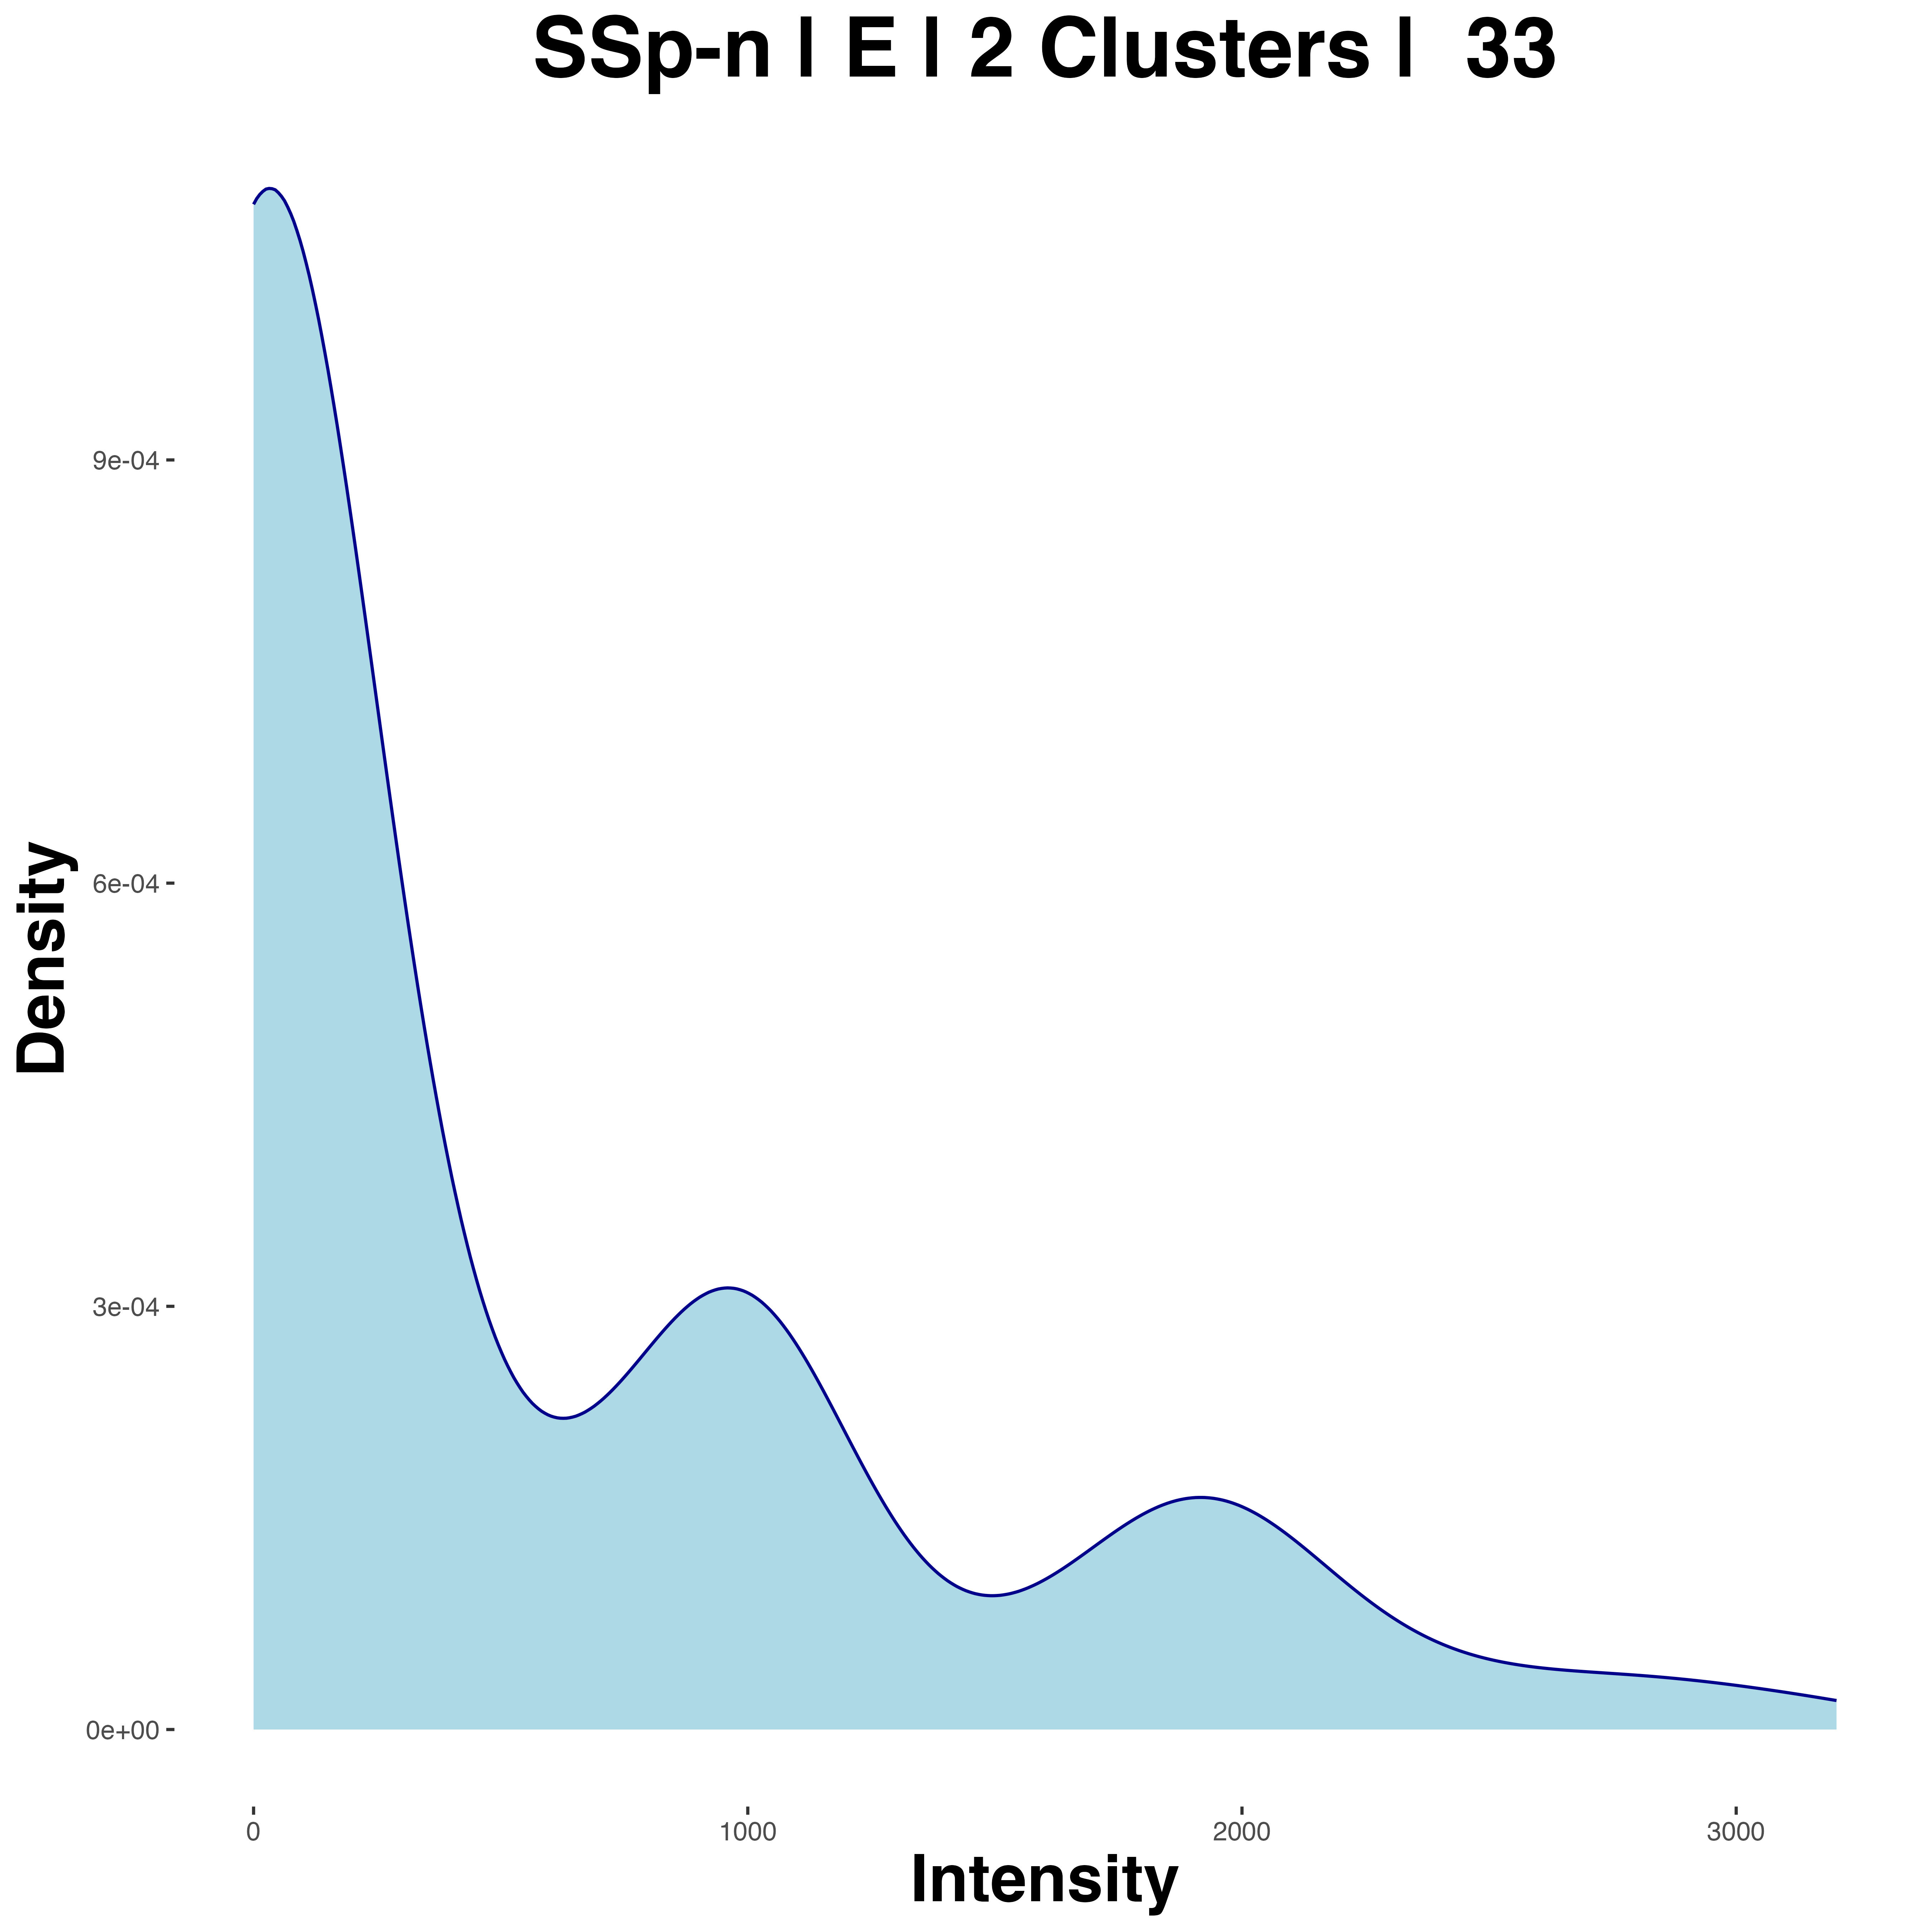 SSp-n | E | 2 Clusters |  33
Density
9e-04
6e-04
3e-04
0e+00
0
1000
2000
3000
Intensity